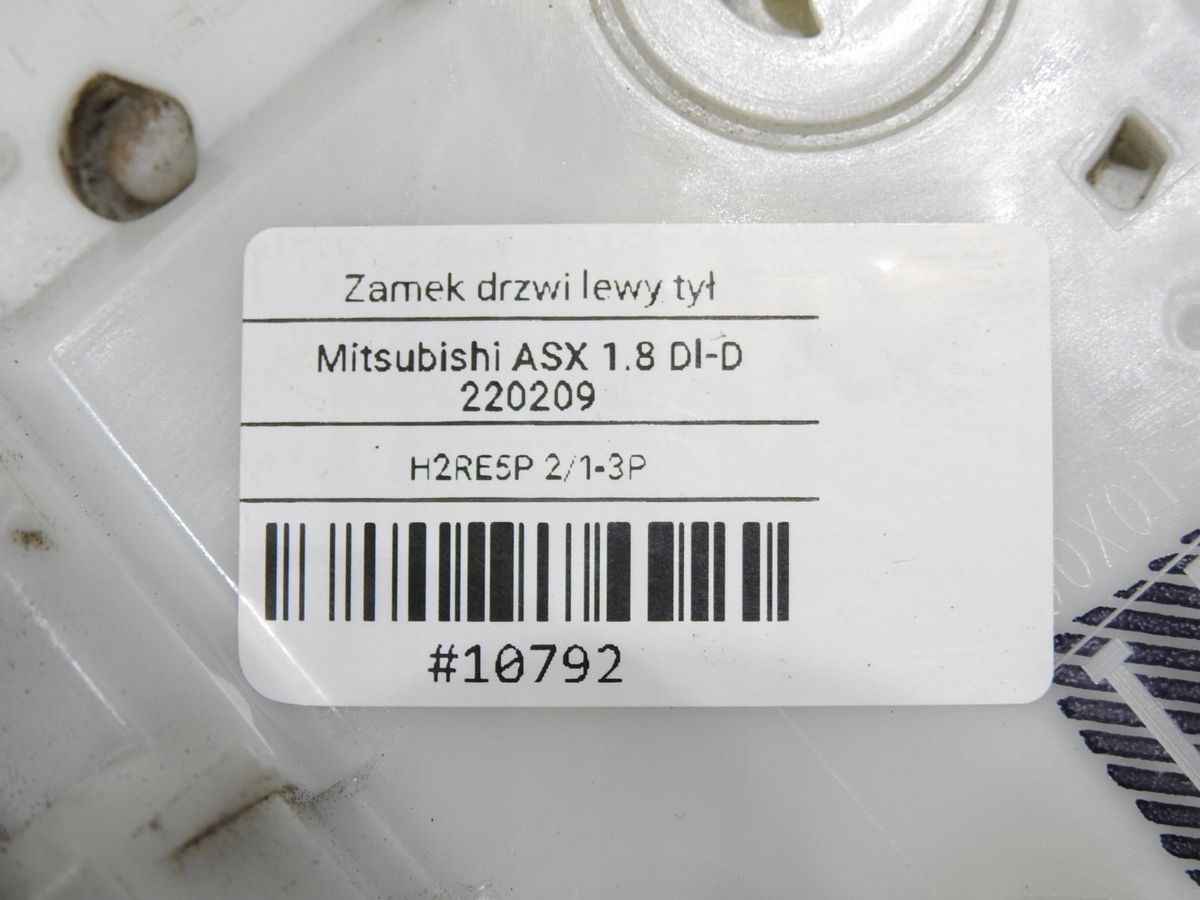 Zamek drzwi lewy tył
Mitsubishi ASX 1.8 DI-D
220209
H2RE5P 2/1-3P
#10792